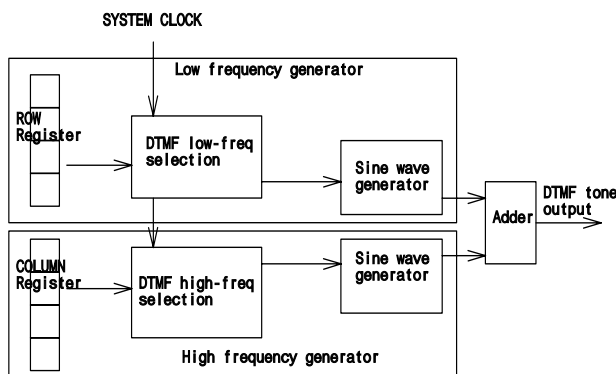 SYSTEM CLOCK
Low frequency generator
ROW
Register
DTMF low-freq
selection
Sine wave
generator
Adder
DTMF tone
output
COLUMN
Register
DTMF high-freq
selection
Sine wave
generator
High frequency generator